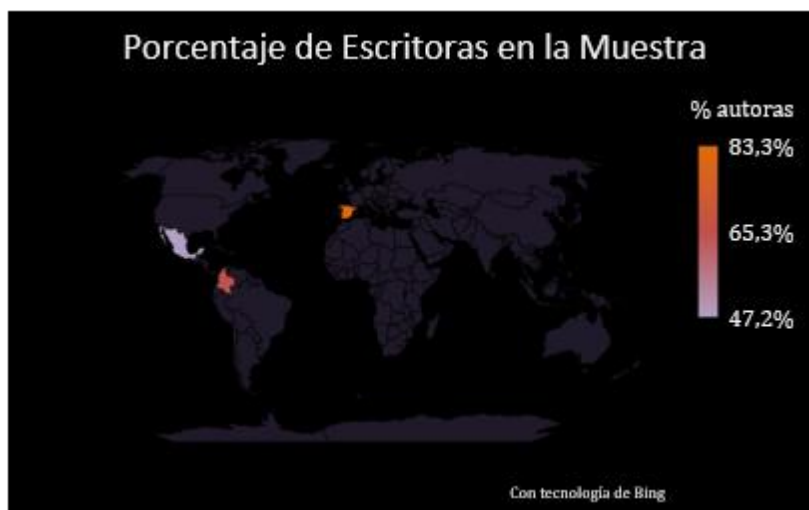 Porcentaje de Escritoras en la Muestra
% autoras
83,3%
65,3%
47,2%
Con tecnología de Bing